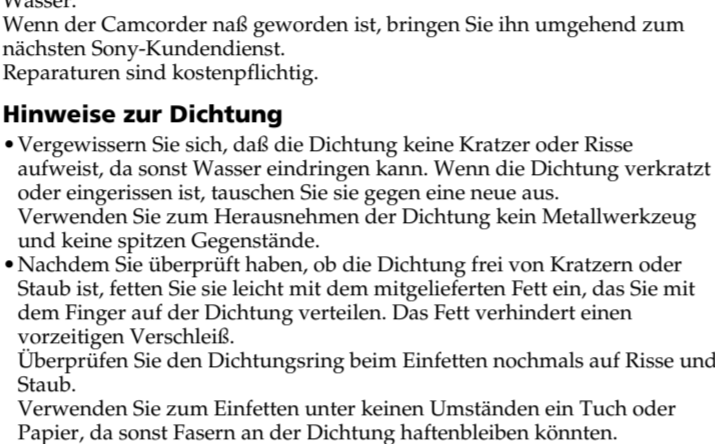 Wasser.
Wenn der Camcorder naß geworden ist, bringen Sie ihn umgehend zum
nächsten Sony-Kundendienst.
Reparaturen sind kostenpflichtig.
Hinweise zur Dichtung
• Vergewissern Sie sich, daß die Dichtung keine Kratzer oder Risse
aufweist, da sonst Wasser eindringen kann. Wenn die Dichtung verkratzt
oder eingerissen ist, tauschen Sie sie gegen eine neue aus.
Verwenden Sie zum Herausnehmen der Dichtung kein Metallwerkzeug
und keine spitzen Gegenstände.
• Nachdem Sie überprüft haben, ob die Dichtung frei von Kratzern oder
Staub ist, fetten Sie sie leicht mit dem mitgelieferten Fett ein, das Sie mit
dem Finger auf der Dichtung verteilen. Das Fett verhindert einen
vorzeitigen Verschleiß.
Überprüfen Sie den Dichtungsring beim Einfetten nochmals auf Risse und
Staub.
Verwenden Sie zum Einfetten unter keinen Umständen ein Tuch oder
Papier, da sonst Fasern an der Dichtung haftenbleiben könnten.